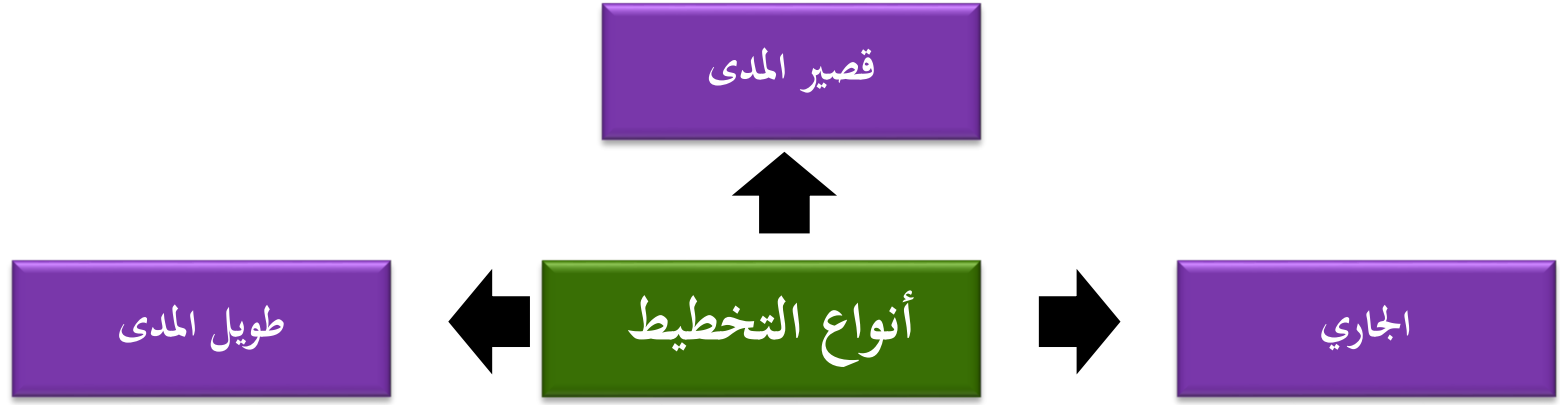 قصير المدى
الجاري
أنواع التخطيط
طويل المدى